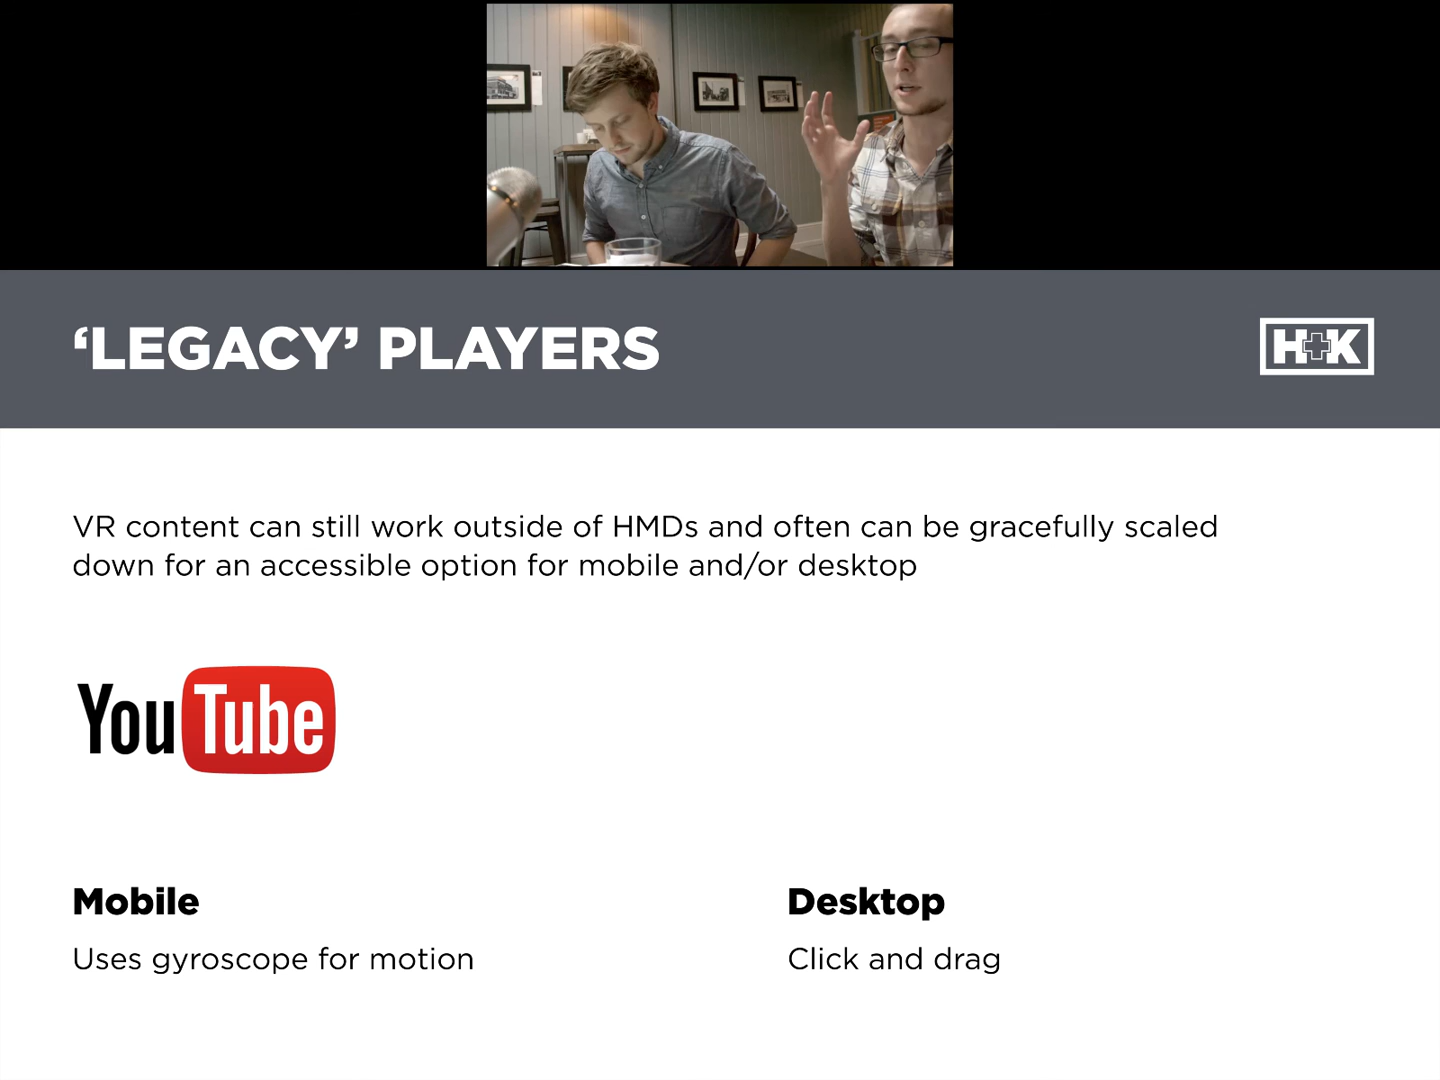 ‘LEGACY’ PLAYERS
H+K
VR content can still work outside of HMDs and often can be gracefully scaled
down for an accessible option for mobile and/or desktop
YouTube
Mobile
Uses gyroscope for motion
Desktop
Click and drag